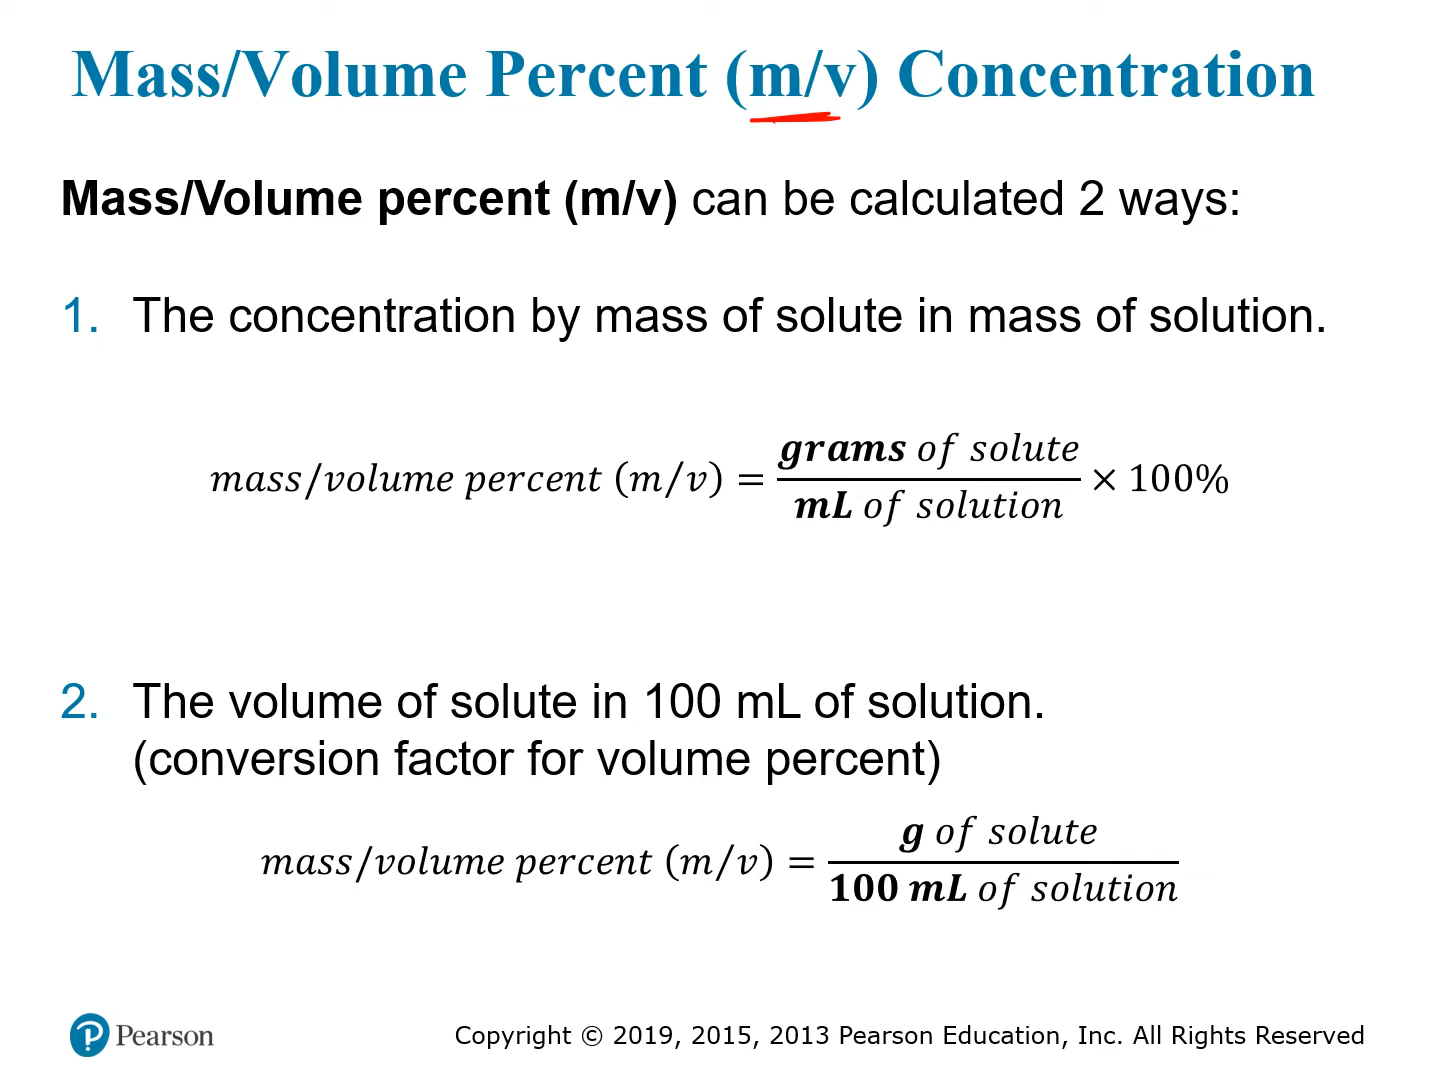 Mass/Volume Percent (m/v) Concentration
Mass/Volume percent (m/v) can be calculated 2 ways:
1. The concentration by mass of solute in mass of solution.
mass/volume percent (m/v) = grams of solute / mL of solution × 100%
2. The volume of solute in 100 mL of solution.
(conversion factor for volume percent)
mass/volume percent (m/v) = g of solute / 100 mL of solution
P Pearson
Copyright © 2019, 2015, 2013 Pearson Education, Inc. All Rights Reserved